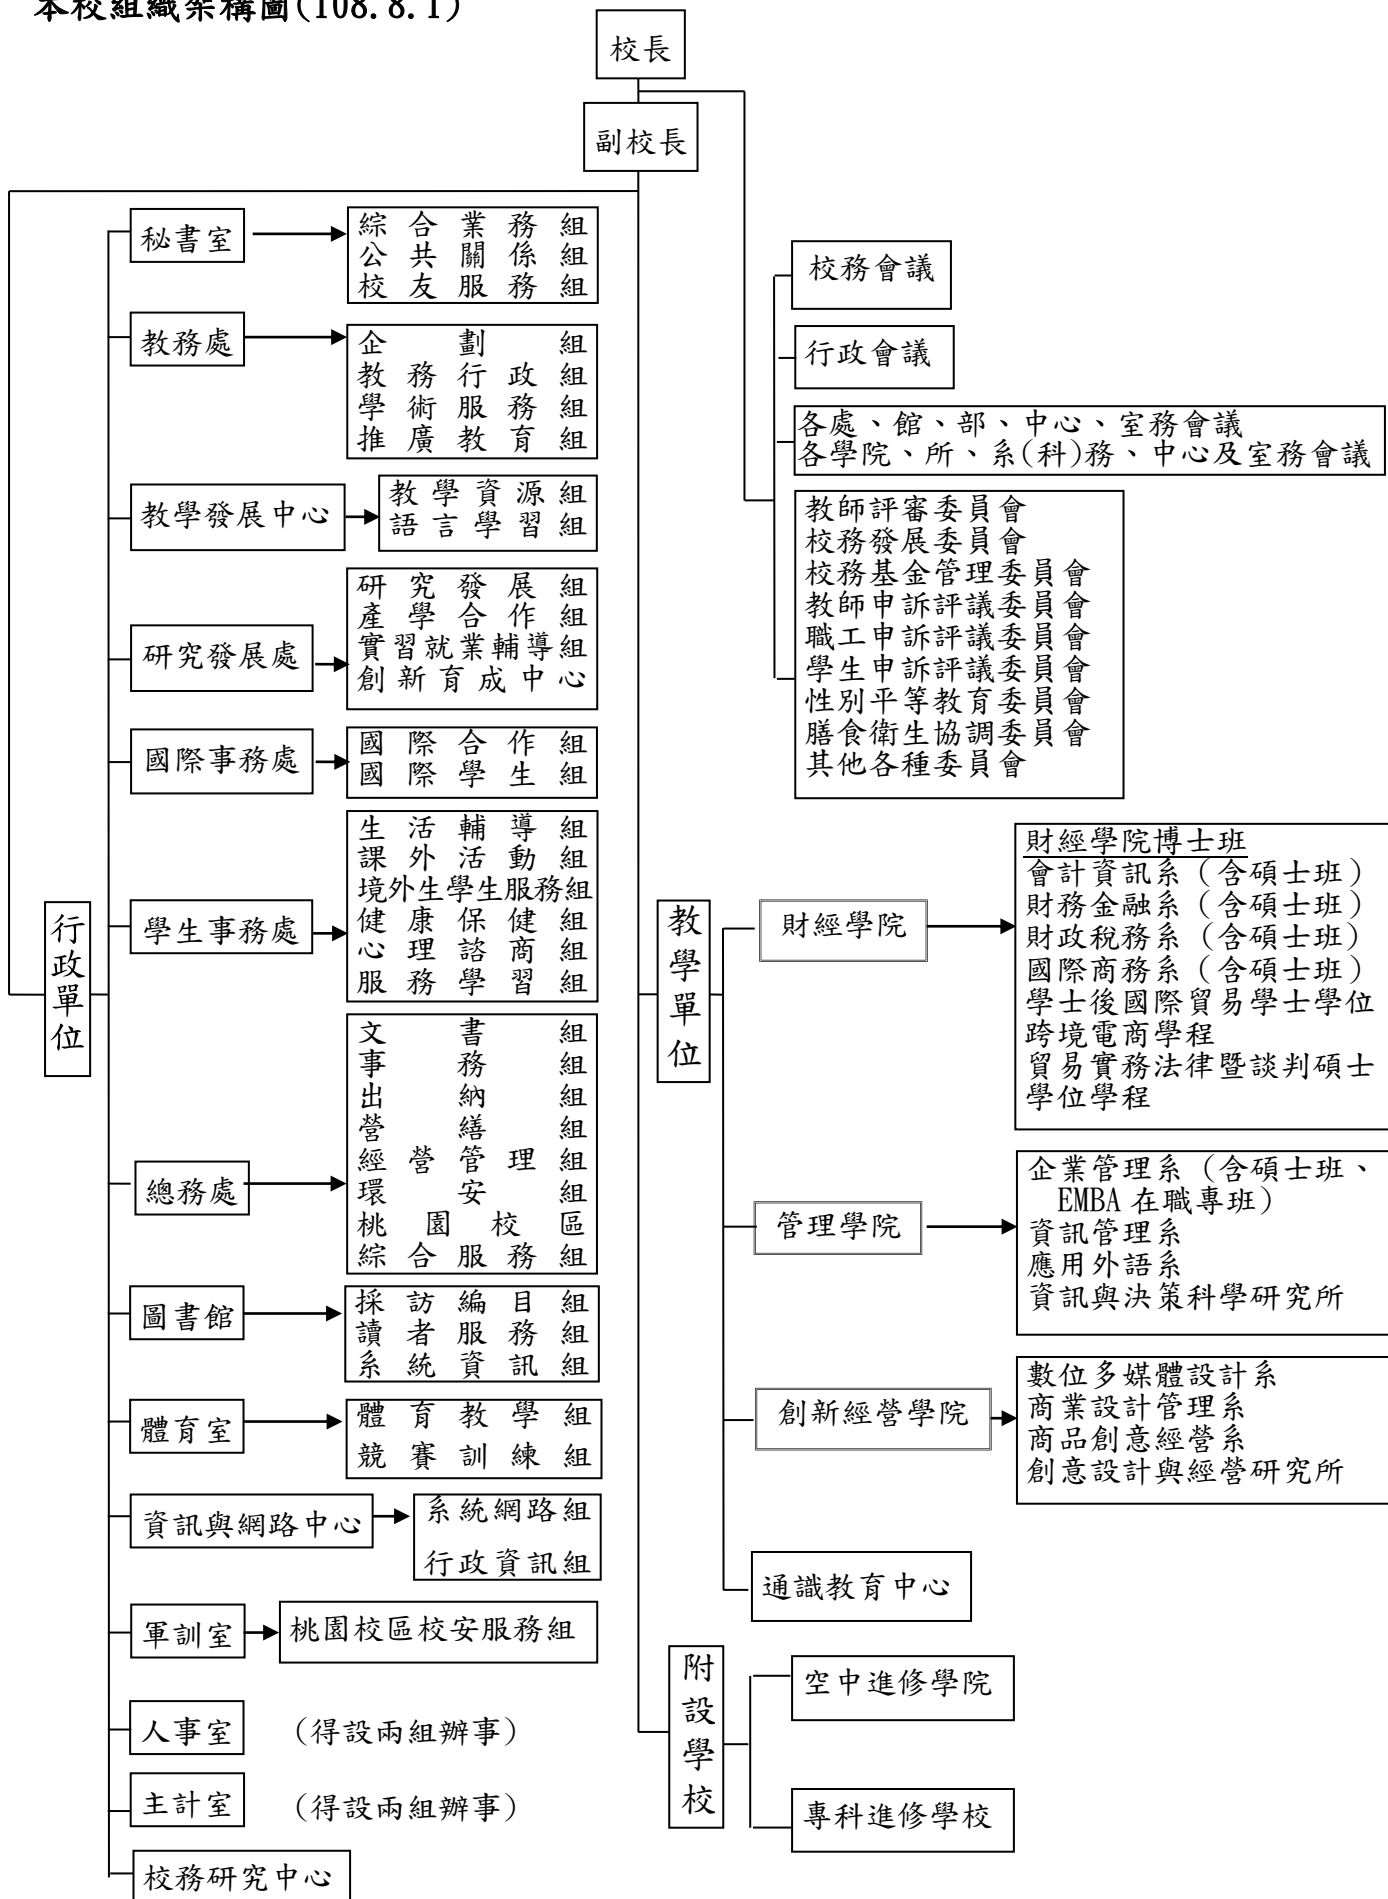 本校組織架構圖(108.8.1)
校長
副校長
行政單位
秘書室
綜合業務組
公共關係組
校友服務組
教務處
企劃組
教務行政組
學術服務組
推廣教育組
教學發展中心
教學資源組
語言學習組
研究發展處
研究發展組
產學合作組
實習就業輔導組
創新育成中心
國際事務處
國際合作組
國際學生組
學生事務處
生活輔導組
課外活動組
境外生學生服務組
健康保健組
心理諮商組
服務學習組
總務處
文書組
事務組
出納組
營繕組
經營管理組
環安組
桃園校區
綜合服務組
圖書館
採訪編目組
讀者服務組
系統資訊組
體育室
體育教學組
競賽訓練組
資訊與網路中心
系統網路組
行政資訊組
軍訓室
桃園校區校安服務組
人事室
(得設兩組辦事)
主計室
(得設兩組辦事)
校務研究中心
校務會議
行政會議
各處、館、部、中心、室務會議
各學院、所、系(科)務、中心及室務會議
教師評審委員會
校務發展委員會
校務基金管理委員會
教師申訴評議委員會
職工申訴評議委員會
學生申訴評議委員會
性別平等教育委員會
膳食衛生協調委員會
其他各種委員會
教學單位
財經學院
財經學院博士班
會計資訊系(含碩士班)
財務金融系(含碩士班)
財政稅務系(含碩士班)
國際商務系(含碩士班)
學士後國際貿易學士學位
跨境電商學程
貿易實務法律暨談判碩士
學位學程
管理學院
企業管理系(含碩士班、
EMBA 在職專班)
資訊管理系
應用外語系
資訊與決策科學研究所
創新經營學院
數位多媒體設計系
商業設計管理系
商品創意經營系
創意設計與經營研究所
通識教育中心
附設學校
空中進修學院
專科進修學校